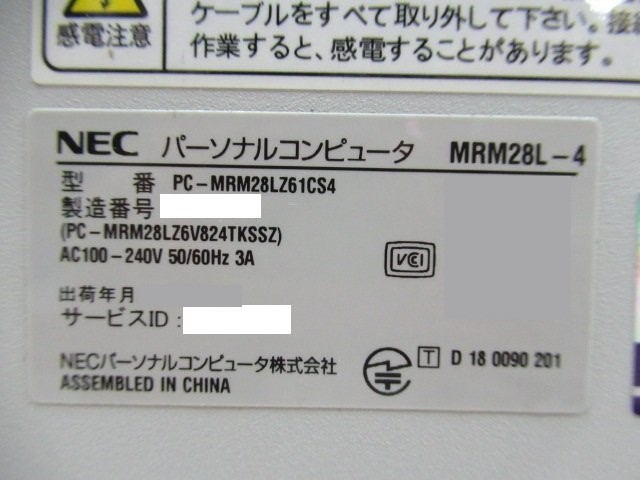 感電注意
ケーブルをすべて取り外して下さい。接
作業すると、感電することがあります。
NEC パーソナルコンピュータ MRM28L-4
型 番 PC-MRM28LZ61CS4
製造番号
(PC-MRM28LZ6V824TKSSZ)
AC100-240V 50/60Hz 3A
VCI
出荷年月
サービスID:
NECパーソナルコンピュータ株式会社
T D 18 0090 201
ASSEMBLED IN CHINA